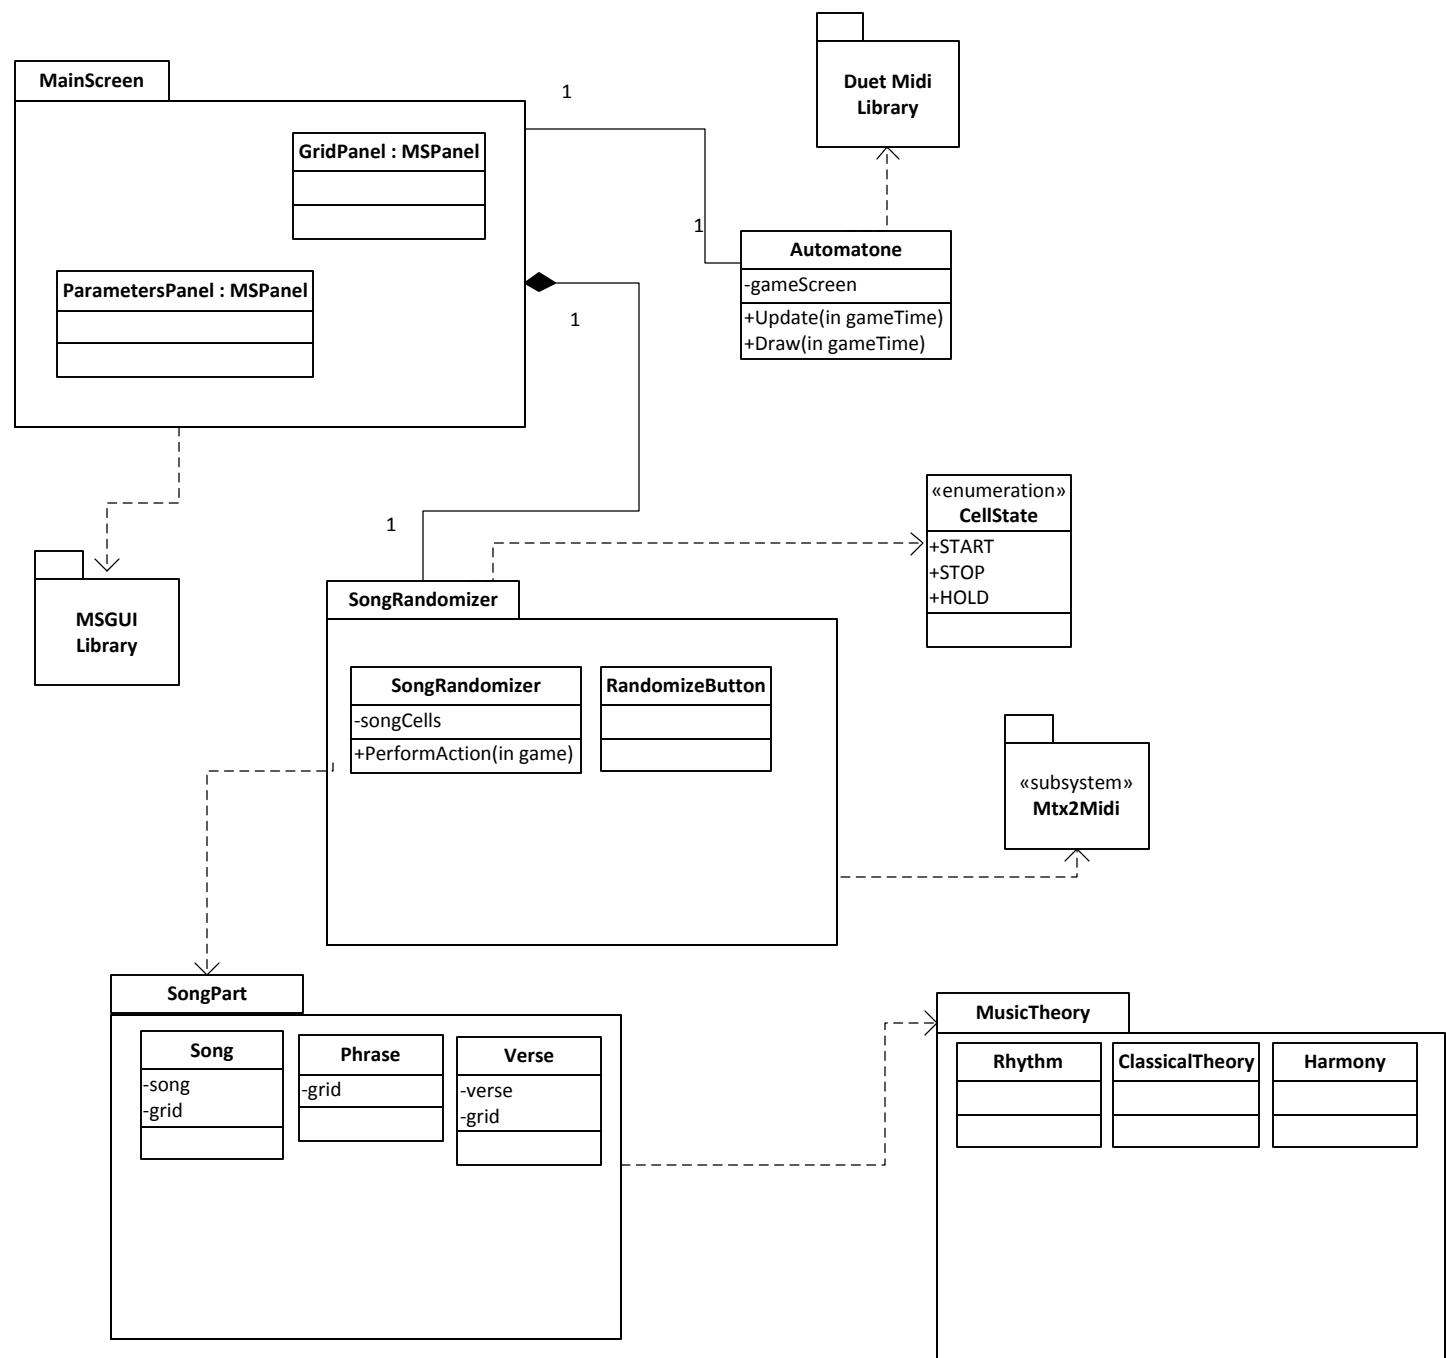 MainScreen
1
Duet Midi
Library
GridPanel : MSPanel
1
Automatone
-gameScreen
+Update(in gameTime)
+Draw(in gameTime)
ParametersPanel : MSPanel
1
1
«enumeration»
CellState
+START
+STOP
+HOLD
MSGUI
Library
SongRandomizer
SongRandomizer
-songCells
+PerformAction(in game)
RandomizeButton
«subsystem»
Mtx2Midi
SongPart
Song
-song
-grid
Phrase
-grid
Verse
-verse
-grid
MusicTheory
Rhythm
ClassicalTheory
Harmony